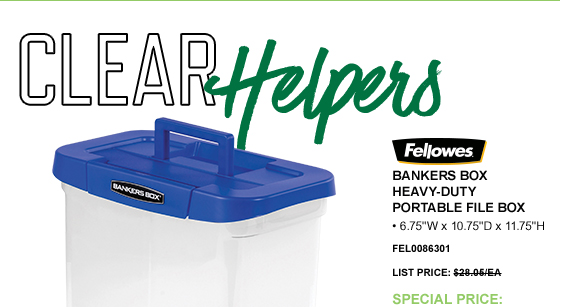 CLEAR Helpers
BANKERS BOX
Fellowes
BANKERS BOX
HEAVY-DUTY
PORTABLE FILE BOX
• 6.75"W x 10.75"D x 11.75"H
FEL0086301
LIST PRICE: $28.05/EA
SPECIAL PRICE: